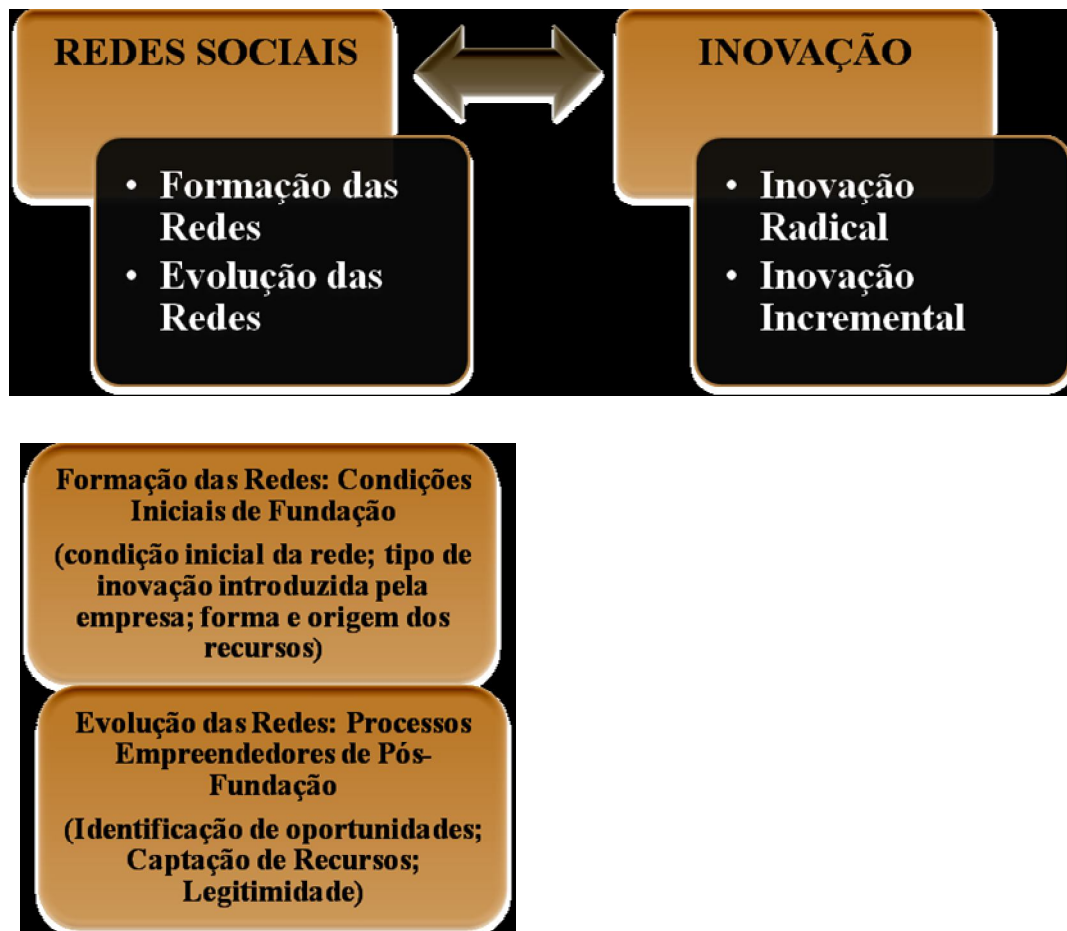 REDES SOCIAIS
INOVAÇÃO
• Formação das
Redes
• Evolução das
Redes
• Inovação
Radical
• Inovação
Incremental
Formação das Redes: Condições
Iniciais de Fundação
(condição inicial da rede; tipo de
inovação introduzida pela
empresa; forma e origem dos
recursos)
Evolução das Redes: Processos
Empreendedores de Pós-
Fundação
(Identificação de oportunidades;
Captação de Recursos;
Legitimidade)